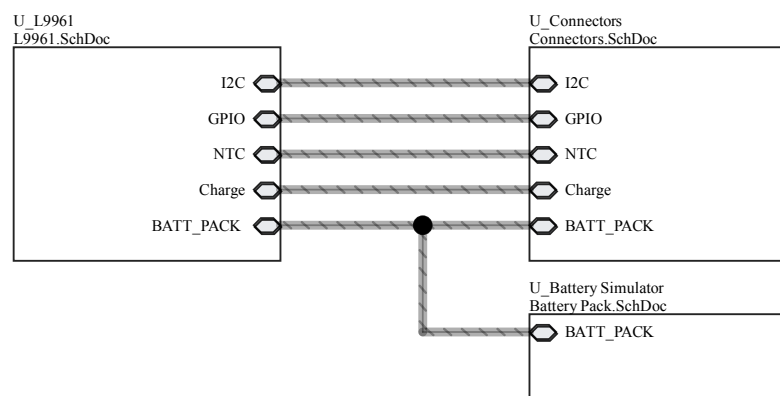 U_L9961
L9961.SchDoc
I2C
GPIO
NTC
Charge
BATT_PACK
U_Connectors
Connectors.SchDoc
I2C
GPIO
NTC
Charge
BATT_PACK
U_Battery Simulator
Battery Pack.SchDoc
BATT_PACK